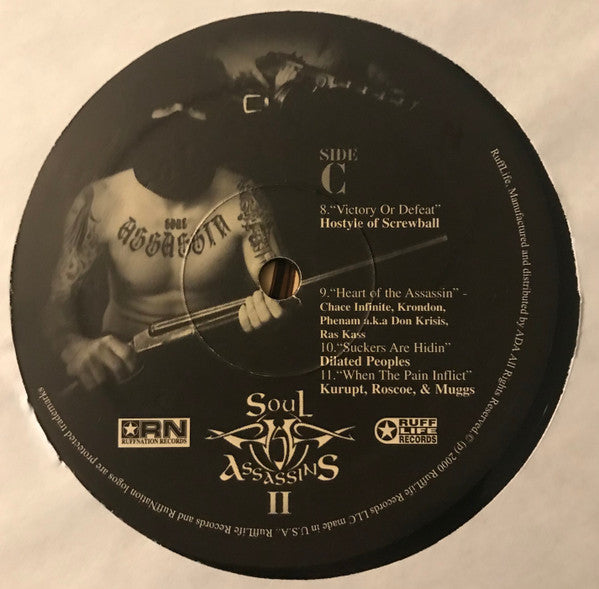 SIDE
C
8.“Victory Or Defeat”
Hostyle of Screwball
9.“Heart of the Assassin” -
Chace Infinite, Krondon,
Phenam a.k.a Don Krisis,
Ras Kass
10.“Suckers Are Hidin”
Dilated Peoples
11.“When The Pain Inflict”
Kurupt, Roscoe, & Muggs
SOUL
ASSASSIN
RN
RUFFNATION RECORDS
SOUL
ASSASSINS
II
RUFF
LIFE
RECORDS
RuffLife. Manufactured and distributed by ADA All Rights Reserved © (p) 2000 RuffLife Records LLC made in U.S.A.. RuffLife Records and RuffNation logos are protected trademarks